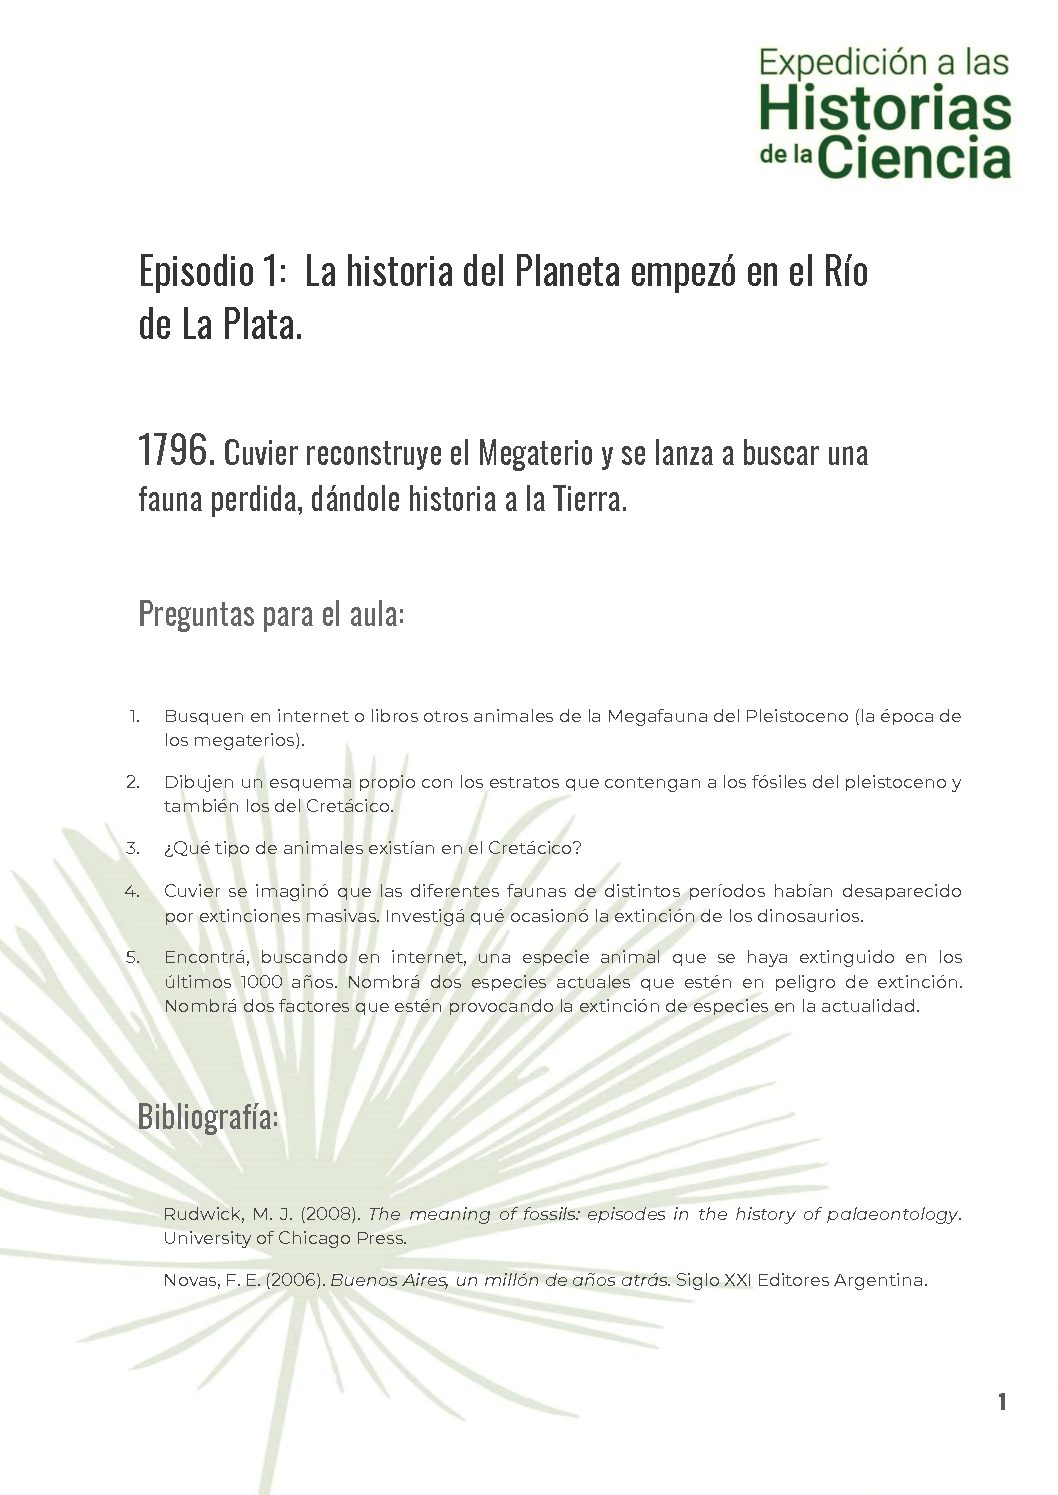 Expedición a las
Historias
de la Ciencia
Episodio 1: La historia del Planeta empezó en el Río
de La Plata.
1796. Cuvier reconstruye el Megaterio y se lanza a buscar una
fauna perdida, dándole historia a la Tierra.
Preguntas para el aula:
1. Busquen en internet o libros otros animales de la Megafauna del Pleistoceno (la época de
los megaterios).
2. Dibujen un esquema propio con los estratos que contengan a los fósiles del pleistoceno y
también los del Cretácico.
3. ¿Qué tipo de animales existían en el Cretácico?
4. Cuvier se imaginó que las diferentes faunas de distintos períodos habían desaparecido
por extinciones masivas. Investigá qué ocasionó la extinción de los dinosaurios.
5. Encontrá, buscando en internet, una especie animal que se haya extinguido en los
últimos 1000 años. Nombrá dos especies actuales que estén en peligro de extinción.
Nombrá dos factores que estén provocando la extinción de especies en la actualidad.
Bibliografía:
Rudwick, M. J. (2008). The meaning of fossils: episodes in the history of palaeontology.
University of Chicago Press.
Novas, F. E. (2006). Buenos Aires, un millón de años atrás. Siglo XXI Editores Argentina.
1